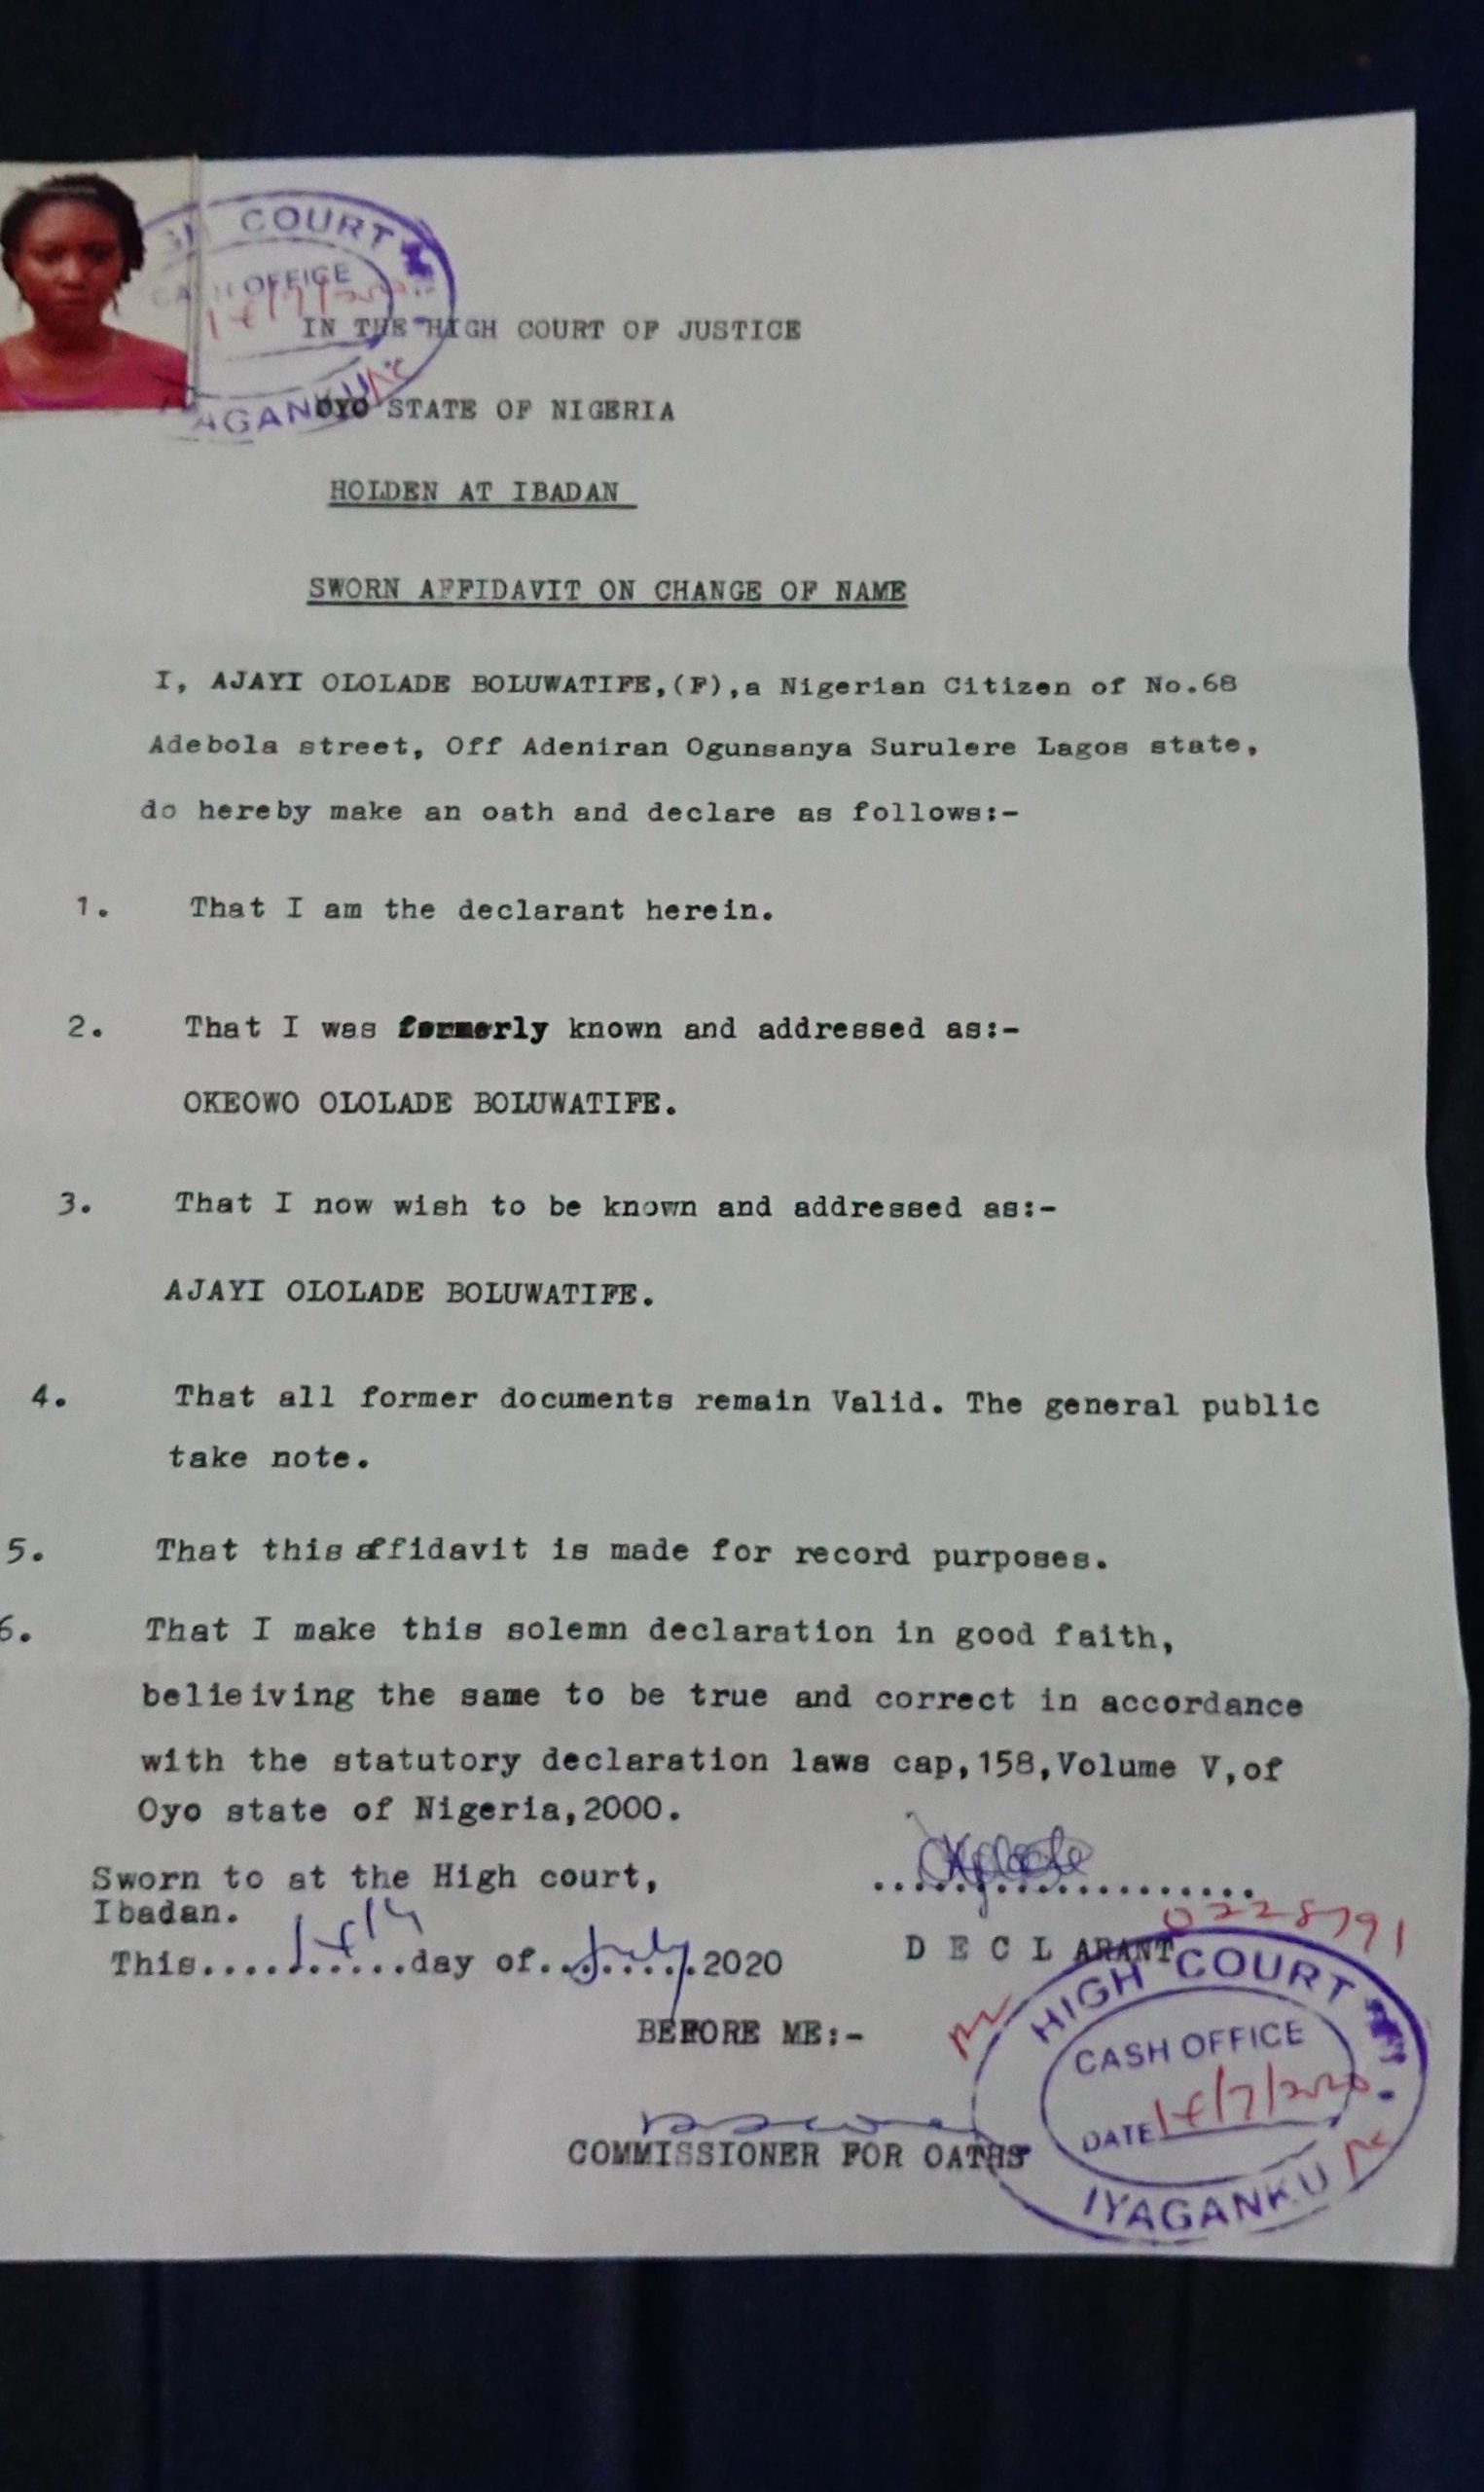 COURT
OFFICE
IN THE HIGH COURT OF JUSTICE
AGANKU
OYO STATE OF NIGERIA
HOLDEN AT IBADAN
SWORN AFFIDAVIT ON CHANGE OF NAME
I, AJAYI OLOLADE BOLUWATIFE,(F),a Nigerian Citizen of No.68
Adebola street, Off Adeniran Ogunsanya Surulere Lagos state,
do hereby make an oath and declare as follows:-
1. That I am the declarant herein.
2. That I was formerly known and addressed as:-
OKEOWO OLOLADE BOLUWATIFE.
3. That I now wish to be known and addressed as:-
AJAYI OLOLADE BOLUWATIFE.
4. That all former documents remain Valid. The general public
take note.
5. That this affidavit is made for record purposes.
6. That I make this solemn declaration in good faith,
belieiving the same to be true and correct in accordance
with the statutory declaration laws cap,158,Volume V,of
Oyo state of Nigeria,2000.
Sworn to at the High court,
Ibadan.
This..........day of..July..2020
D E C L ARANT
0228791
BEFORE ME:-
COMMISSIONER FOR OATHS
HIGH COURT
CASH OFFICE
DATE
IYAGANKU